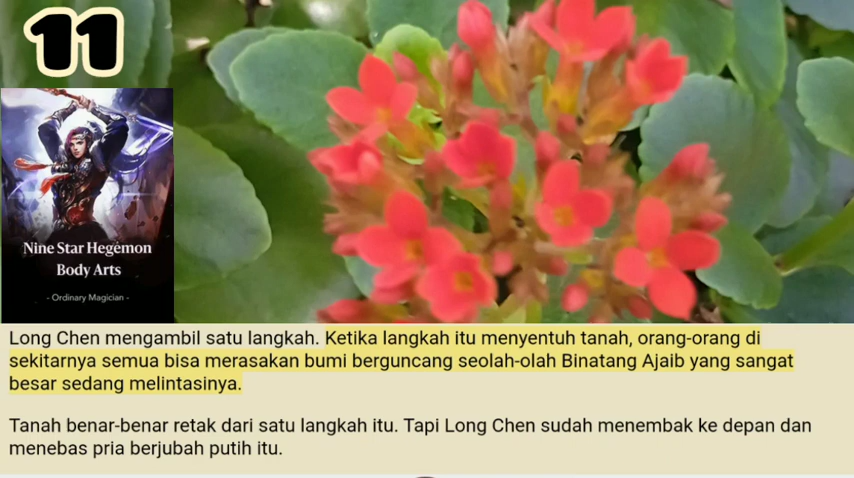 11
Nine Star Hegemon
Body Arts
- Ordinary Magician -
Long Chen mengambil satu langkah. Ketika langkah itu menyentuh tanah, orang-orang di
sekitarnya semua bisa merasakan bumi berguncang seolah-olah Binatang Ajaib yang sangat
besar sedang melintasinya.
Tanah benar-benar retak dari satu langkah itu. Tapi Long Chen sudah menembak ke depan dan
menebas pria berjubah putih itu.